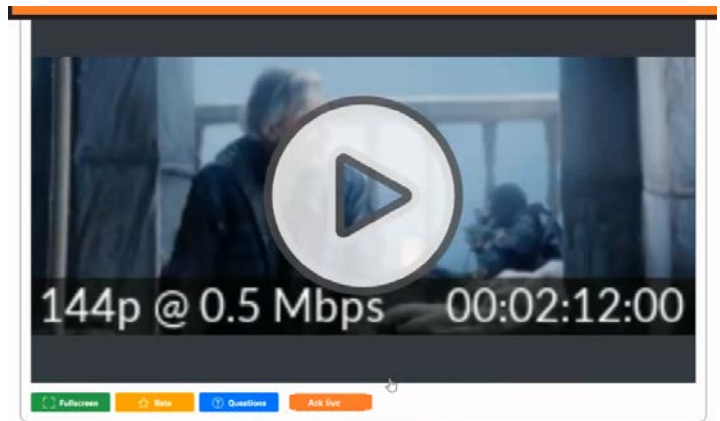 144p @ 0.5 Mbps 00:02:12:00
Fullscreen Rate Questions Ask live